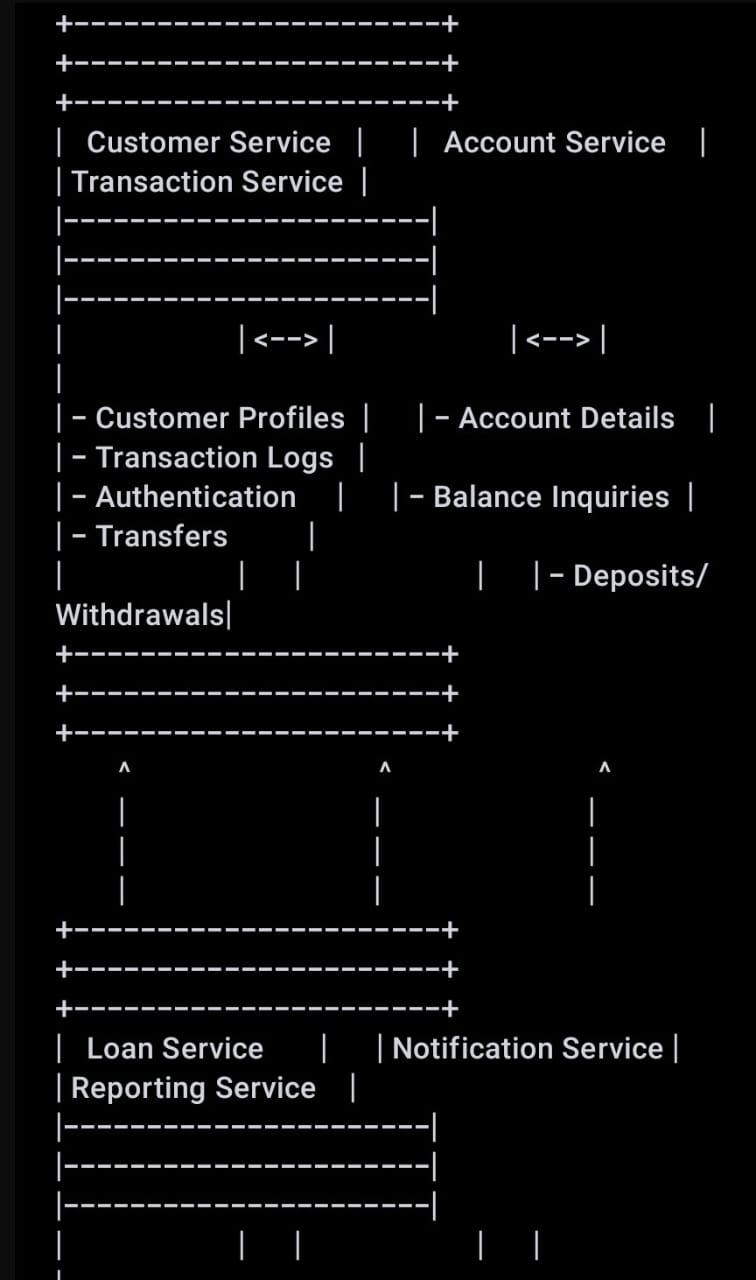 +----------------------+
+----------------------+
+----------------------+
|   Customer Service   |      |   Account Service    |
| Transaction Service  |
|----------------------|
|----------------------|
|----------------------|
|                      |<-->|                      |<-->|
|
| - Customer Profiles  |      | - Account Details    |
| - Transaction Logs   |
| - Authentication     |      | - Balance Inquiries  |
| - Transfers          |
|                      |      |                      |      | - Deposits/
Withdrawals|
+----------------------+
+----------------------+
+----------------------+
        ^                               ^                          ^
        |                               |                          |
        |                               |                          |
        |                               |                          |
+----------------------+
+----------------------+
+----------------------+
|   Loan Service       |      | Notification Service |
| Reporting Service    |
|----------------------|
|----------------------|
|----------------------|
|                      |      |                      |      |
|